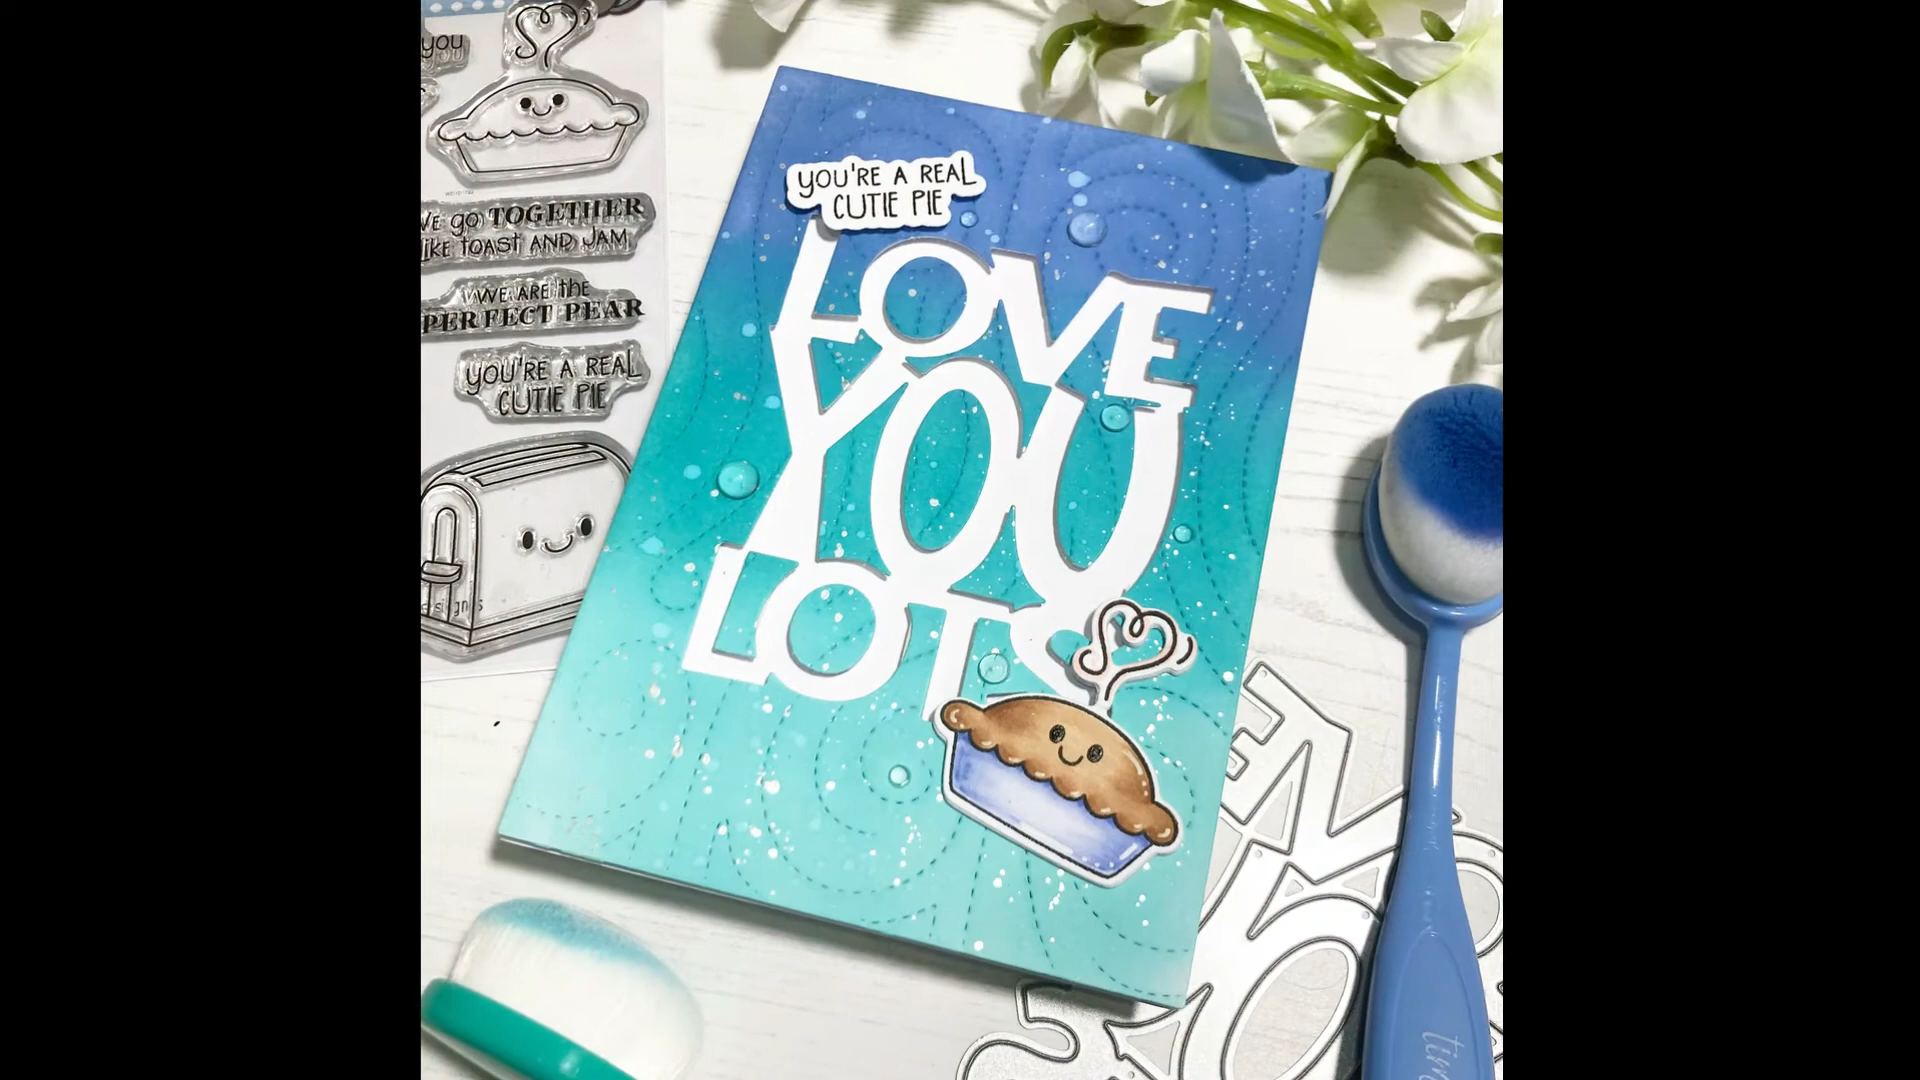 you
WE go TOGETHER
LIKE TOAST AND JAM
WE ARE the
PERFECT PEAR
YOU'RE A REAL
CUTIE PIE
YOU'RE A REAL
CUTIE PIE
LOVE
YOU
LOTS